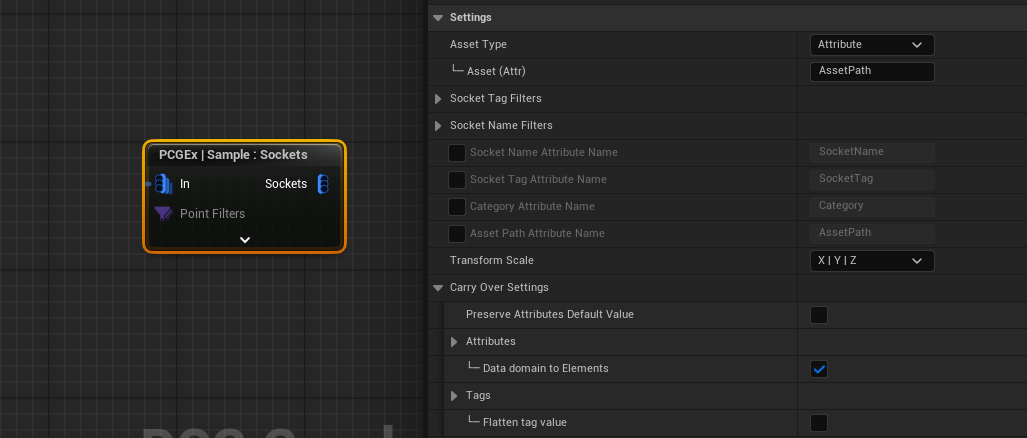 PCGEx | Sample : Sockets
In
Sockets
Point Filters
Settings
Asset Type
Attribute
Asset (Attr)
AssetPath
Socket Tag Filters
Socket Name Filters
Socket Name Attribute Name
SocketName
Socket Tag Attribute Name
SocketTag
Category Attribute Name
Category
Asset Path Attribute Name
AssetPath
Transform Scale
X | Y | Z
Carry Over Settings
Preserve Attributes Default Value
Attributes
Data domain to Elements
Tags
Flatten tag value